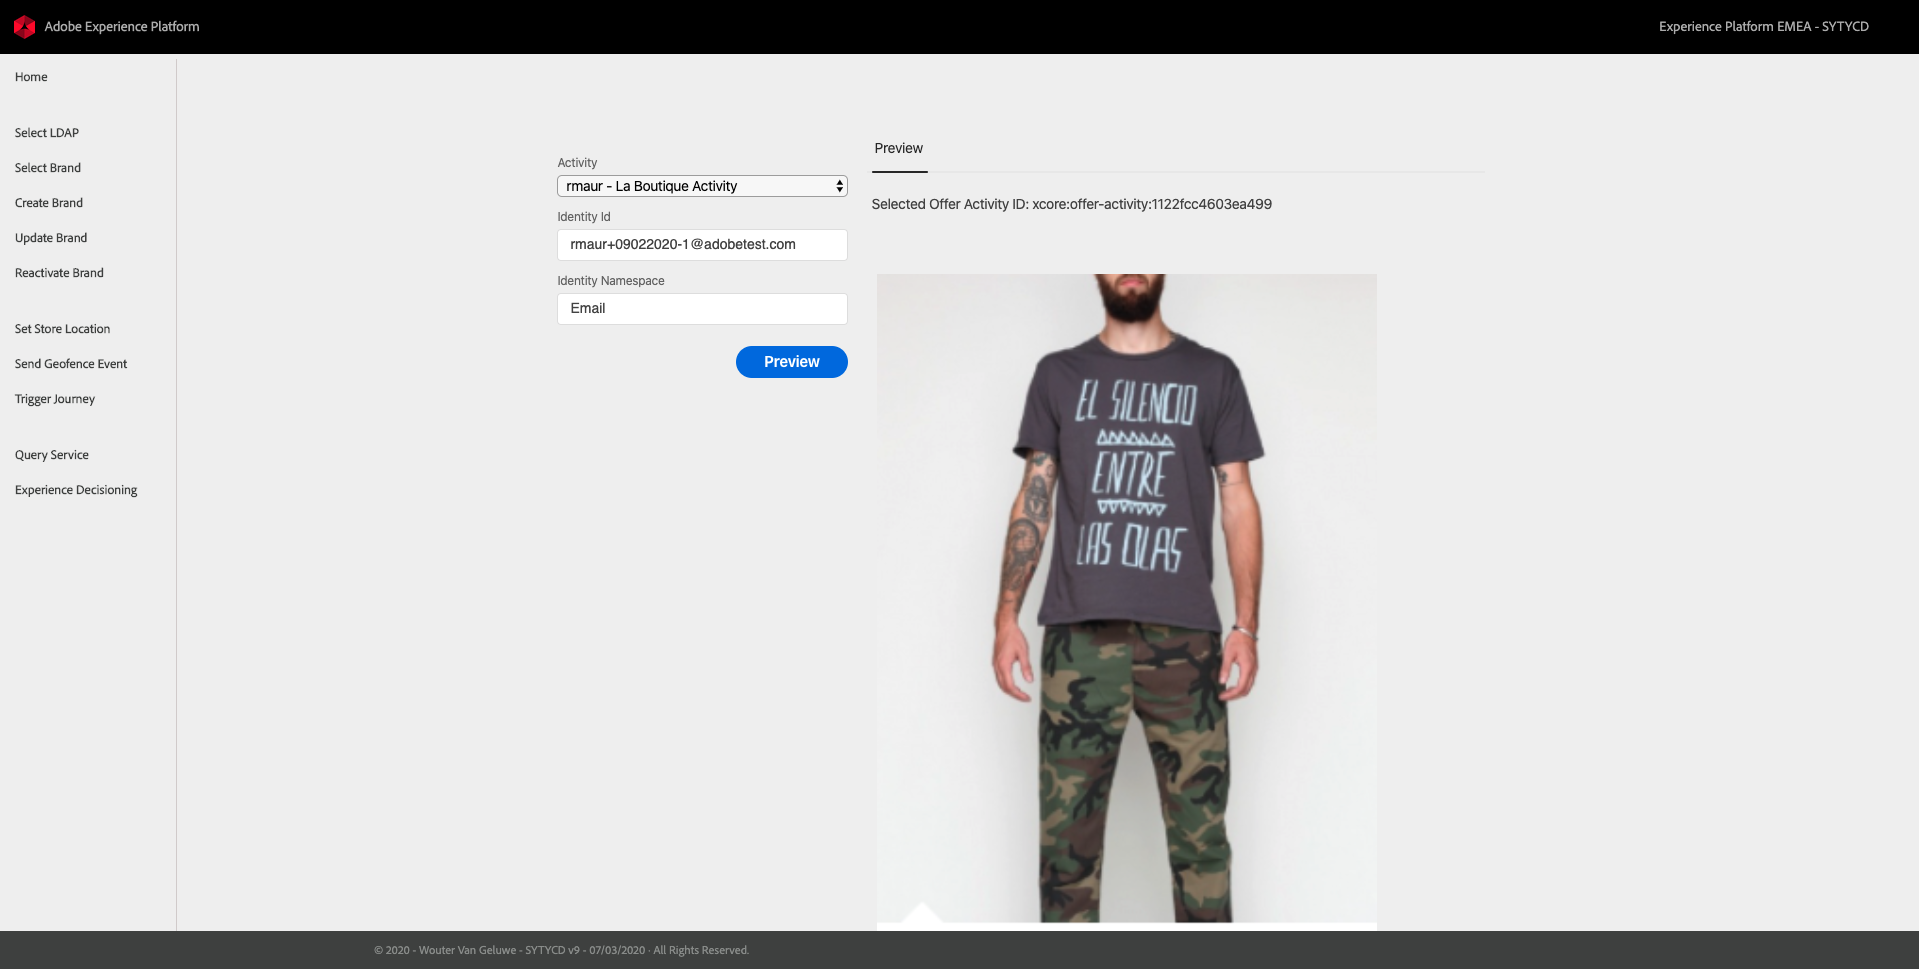 Adobe Experience Platform
Experience Platform EMEA - SYTYCD
Home
Select LDAP
Select Brand
Create Brand
Update Brand
Reactivate Brand
Set Store Location
Send Geofence Event
Trigger Journey
Query Service
Experience Decisioning
Activity
rmaur - La Boutique Activity
Identity Id
rmaur+09022020-1@adobetest.com
Identity Namespace
Email
Preview
Preview
Selected Offer Activity ID: xcore:offer-activity:1122fcc4603ea499
EL SILENCIO
ENTRE
LAS OLAS
© 2020 - Wouter Van Geluwe - SYTYCD v9 - 07/03/2020 · All Rights Reserved.